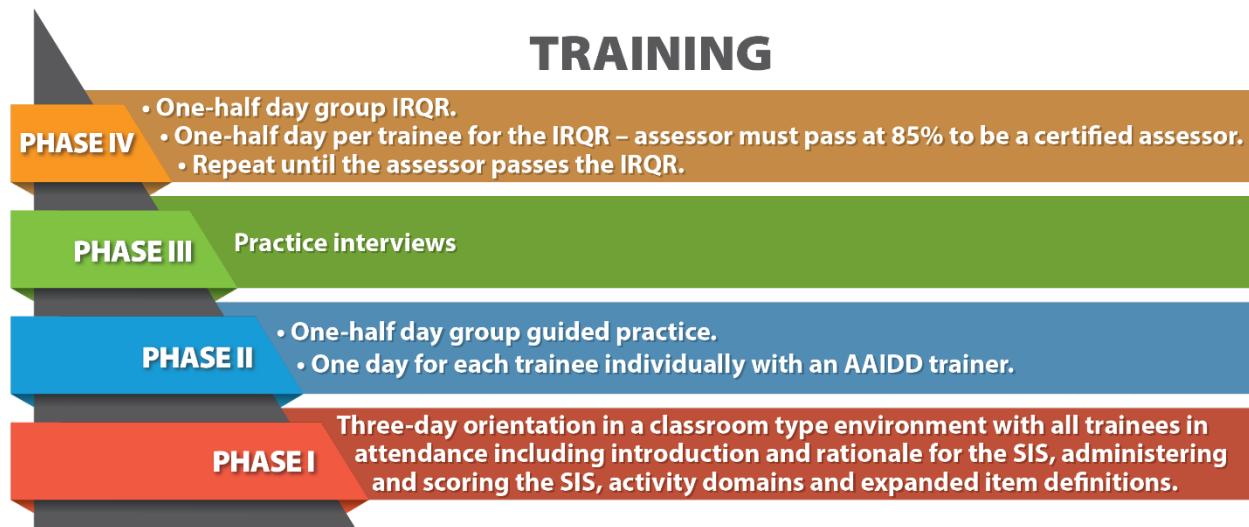 TRAINING
PHASE IV
• One-half day group IRQR.
• One-half day per trainee for the IRQR – assessor must pass at 85% to be a certified assessor.
• Repeat until the assessor passes the IRQR.
PHASE III
Practice interviews
PHASE II
• One-half day group guided practice.
• One day for each trainee individually with an AAIDD trainer.
PHASE I
Three-day orientation in a classroom type environment with all trainees in
attendance including introduction and rationale for the SIS, administering
and scoring the SIS, activity domains and expanded item definitions.